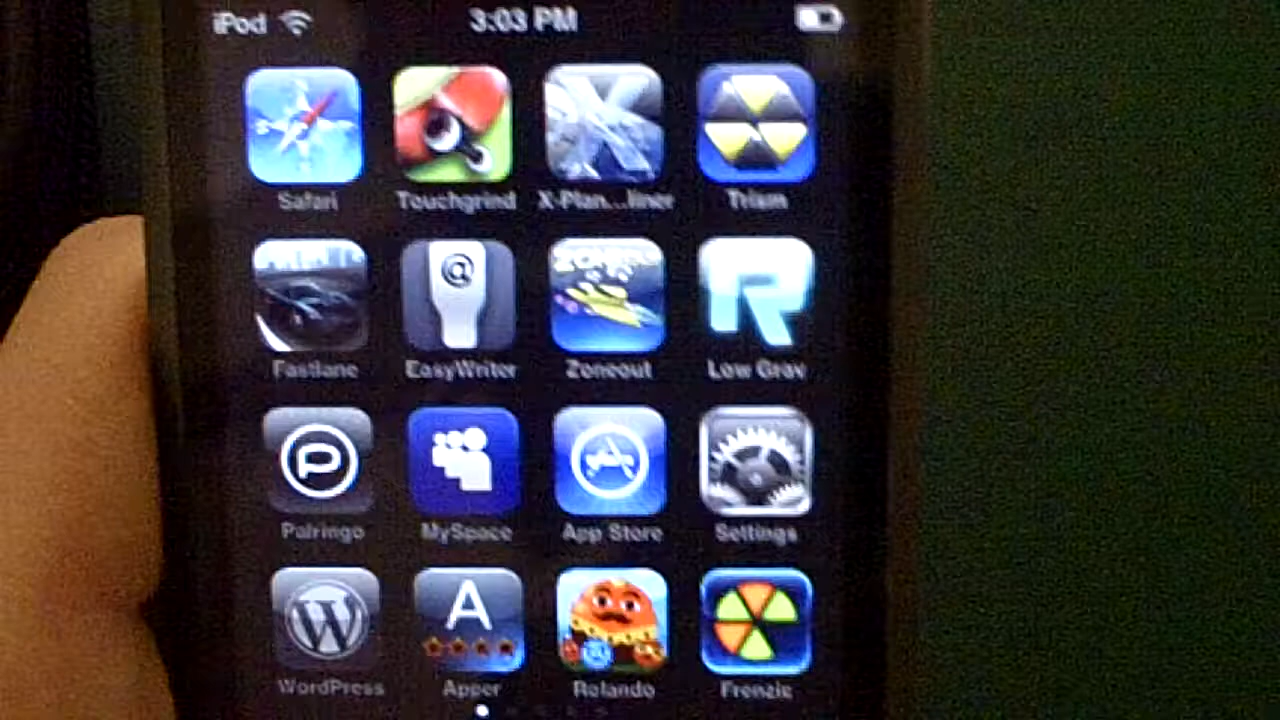 iPod 3:03 PM
Safari Touchgrind X-Plan...liner Trism
@
Fastlane EasyWriter Zoneout Low Grav
Palringo MySpace App Store Settings
W A
WordPress Apper Rolando Frenzic